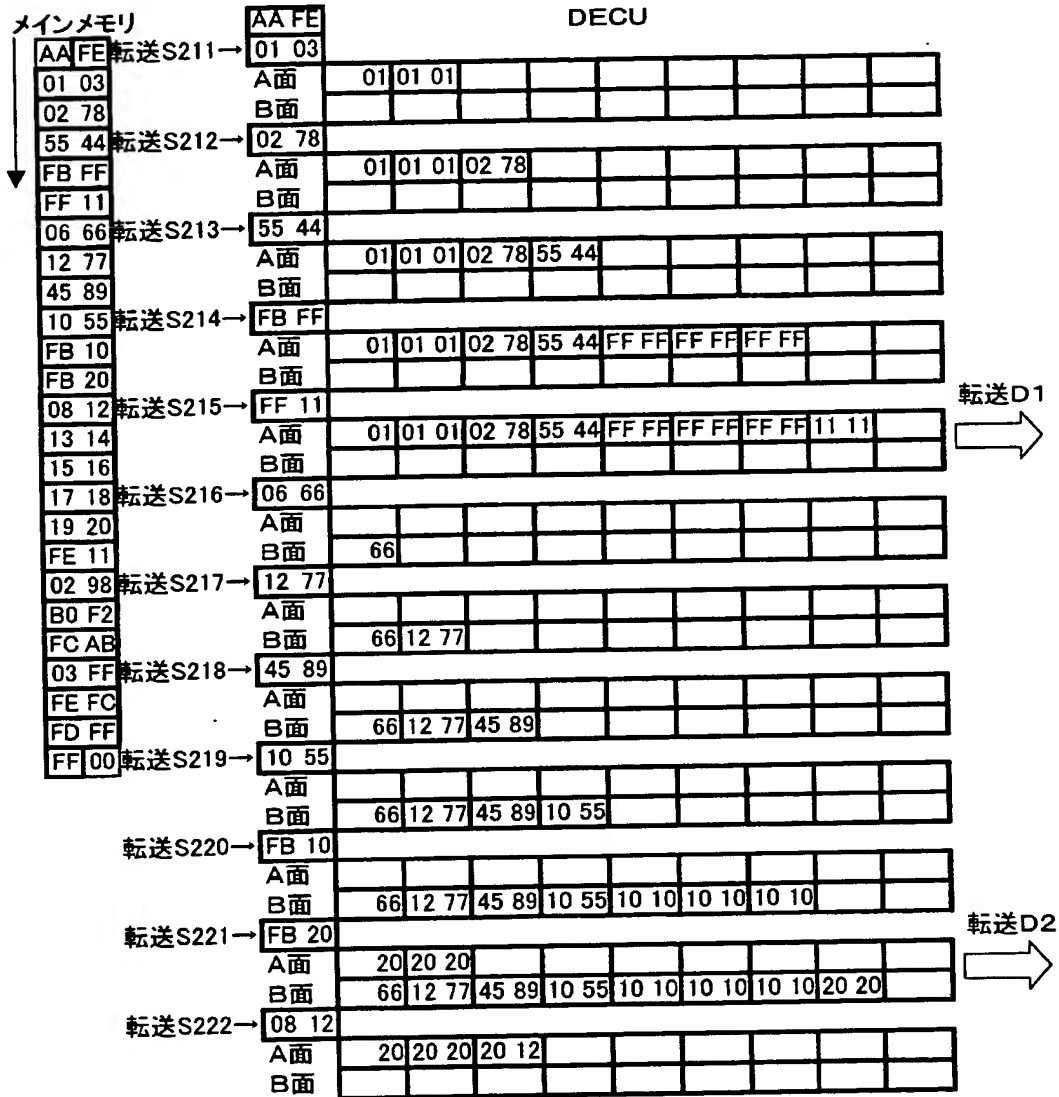 メインメモリ
DECU
AA FE
AA FE 転送S211→ 01 03
01 03 A面 01 01 01
02 78 B面
55 44 転送S212→ 02 78
FB FF A面 01 01 01 02 78
FF 11 B面
06 66 転送S213→ 55 44
12 77 A面 01 01 01 02 78 55 44
45 89 B面
10 55 転送S214→ FB FF
FB 10 A面 01 01 01 02 78 55 44 FF FF FF FF FF FF
FB 20 B面
08 12 転送S215→ FF 11 転送D1
13 14 A面 01 01 01 02 78 55 44 FF FF FF FF FF FF 11 11
15 16 B面
17 18 転送S216→ 06 66
19 20 A面
FE 11 B面 66
02 98 転送S217→ 12 77
B0 F2 A面
FC AB B面 66 12 77
03 FF 転送S218→ 45 89
FE FC A面
FD FF B面 66 12 77 45 89
FF 00 転送S219→ 10 55
A面
B面 66 12 77 45 89 10 55
転送S220→ FB 10
A面
B面 66 12 77 45 89 10 55 10 10 10 10 10 10
転送S221→ FB 20 転送D2
A面 20 20 20
B面 66 12 77 45 89 10 55 10 10 10 10 10 10 20 20
転送S222→ 08 12
A面 20 20 20 20 12
B面